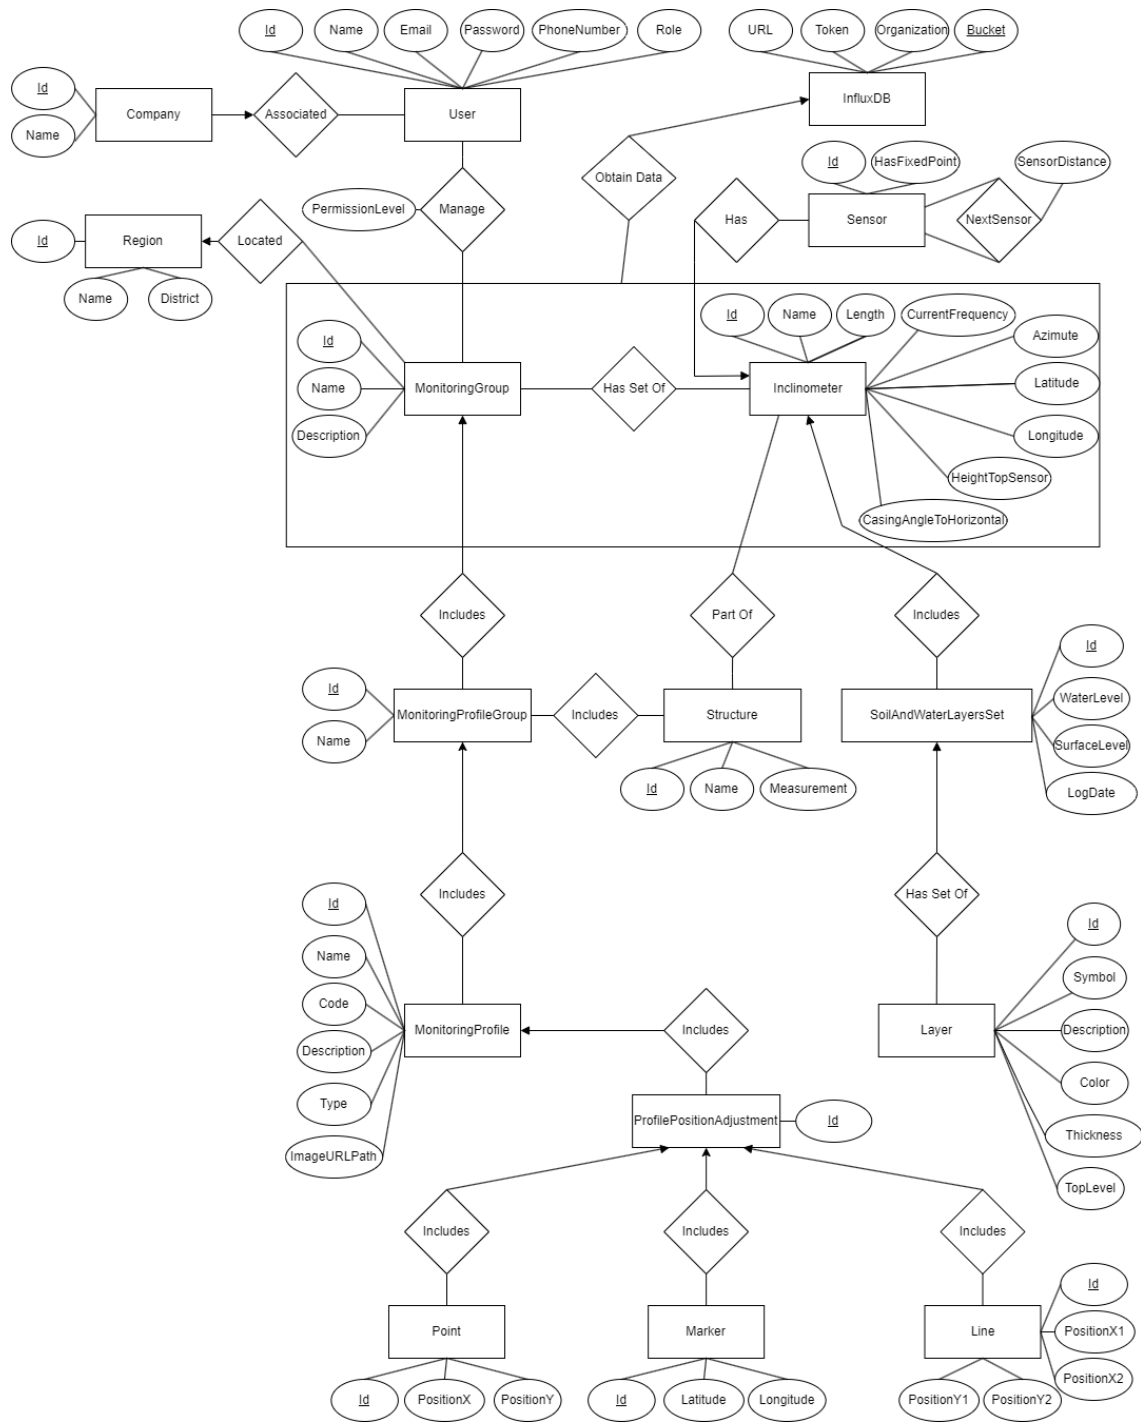 Id
Name
Email
Password
PhoneNumber
Role
URL
Token
Organization
Bucket
Id
Company
Associated
User
InfluxDB
Name
Obtain Data
Id
HasFixedPoint
SensorDistance
PermissionLevel
Manage
Has
Sensor
NextSensor
Id
Region
Located
Name
District
Id
Name
Length
CurrentFrequency
Id
Azimute
Name
MonitoringGroup
Has Set Of
Inclinometer
Latitude
Description
Longitude
HeightTopSensor
CasingAngleToHorizontal
Includes
Part Of
Includes
Id
Id
WaterLevel
MonitoringProfileGroup
Includes
Structure
SoilAndWaterLayersSet
Name
SurfaceLevel
Id
Name
Measurement
LogDate
Includes
Has Set Of
Id
Id
Name
Symbol
Code
MonitoringProfile
Includes
Layer
Description
Description
Color
Type
ProfilePositionAdjustment
Id
Thickness
ImageURLPath
TopLevel
Includes
Includes
Includes
Id
Point
Marker
Line
PositionX1
PositionX2
Id
PositionX
PositionY
Id
Latitude
Longitude
PositionY1
PositionY2